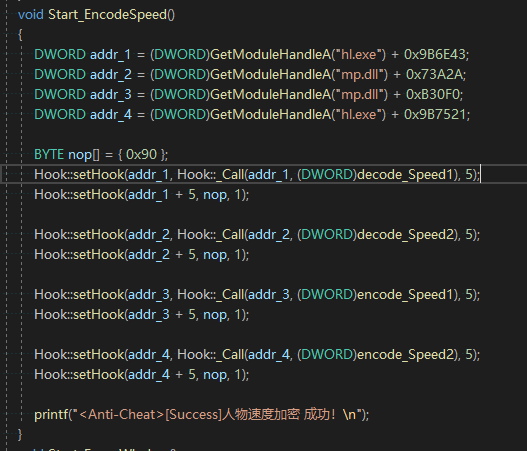 void Start_EncodeSpeed()
{
DWORD addr_1 = (DWORD)GetModuleHandleA("hl.exe") + 0x9B6E43;
DWORD addr_2 = (DWORD)GetModuleHandleA("mp.dll") + 0x73A2A;
DWORD addr_3 = (DWORD)GetModuleHandleA("mp.dll") + 0xB30F0;
DWORD addr_4 = (DWORD)GetModuleHandleA("hl.exe") + 0x9B7521;
BYTE nop[] = { 0x90 };
Hook::setHook(addr_1, Hook::_Call(addr_1, (DWORD)decode_Speed1), 5);
Hook::setHook(addr_1 + 5, nop, 1);
Hook::setHook(addr_2, Hook::_Call(addr_2, (DWORD)decode_Speed2), 5);
Hook::setHook(addr_2 + 5, nop, 1);
Hook::setHook(addr_3, Hook::_Call(addr_3, (DWORD)encode_Speed1), 5);
Hook::setHook(addr_3 + 5, nop, 1);
Hook::setHook(addr_4, Hook::_Call(addr_4, (DWORD)encode_Speed2), 5);
Hook::setHook(addr_4 + 5, nop, 1);
printf("<Anti-Cheat>[Success]人物速度加密 成功！\n");
}